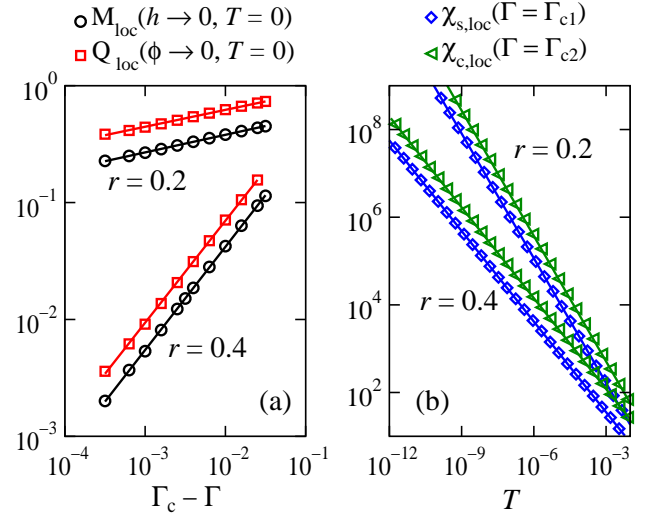 M_loc(h → 0, T = 0)
Q_loc(ϕ → 0, T = 0)
χ_s,loc(Γ = Γ_c1)
χ_c,loc(Γ = Γ_c2)
10^0
10^-1
10^-2
10^-3
r = 0.2
r = 0.4
(a)
10^-4 10^-3 10^-2 10^-1
Γ_c − Γ
10^8
10^6
10^4
10^2
r = 0.2
r = 0.4
(b)
10^-12 10^-9 10^-6 10^-3
T